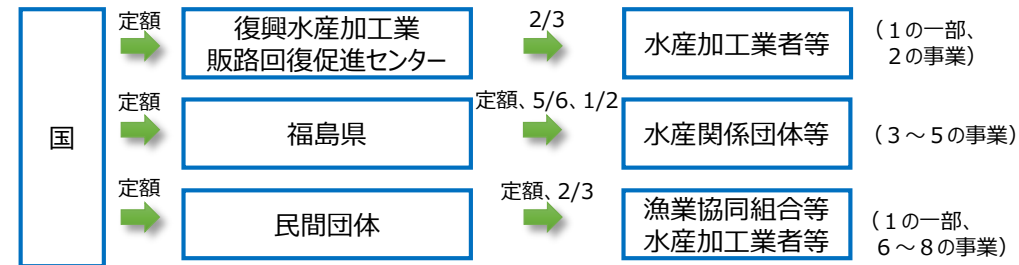 国
定額
復興水産加工業
販路回復促進センター
2/3
水産加工業者等
（１の一部、
２の事業）
定額
福島県
定額、5/6、1/2
水産関係団体等
（３～５の事業）
定額
民間団体
定額、2/3
漁業協同組合等
水産加工業者等
（１の一部、
６～８の事業）